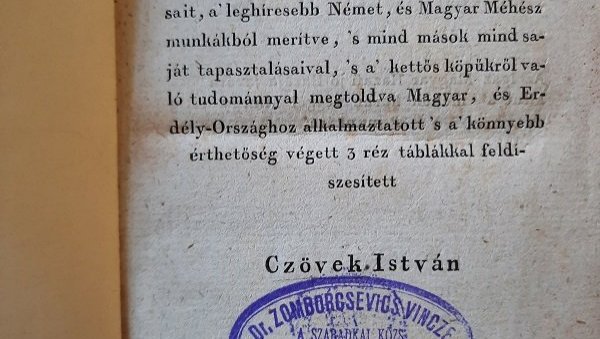 sait, a' leghíresebb Német, és Magyar Méhész
munkákból merítve, 's mind mások mind sa-
ját tapasztalásaival, 's a' kettős köpükről va-
ló tudománnyal megtoldva Magyar, és Er-
dély-Országhoz alkalmaztatott 's a' könnyebb
érthetőség végett 3 réz táblákkal feldí-
szesített
Czövek István
Dr. ZOMBORCSEVICS VINCZE
A SZABADKAI KÖZS.